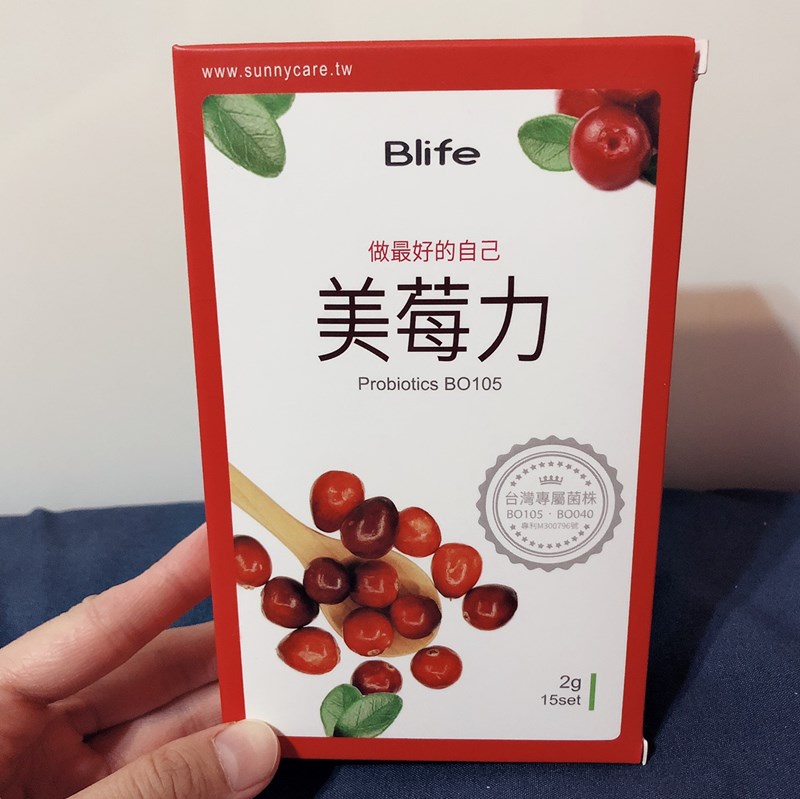 www.sunnycare.tw
Blife
做最好的自己
美莓力
Probiotics BO105
台灣專屬菌株
BO105．BO040
專利M300796號
2g
15set